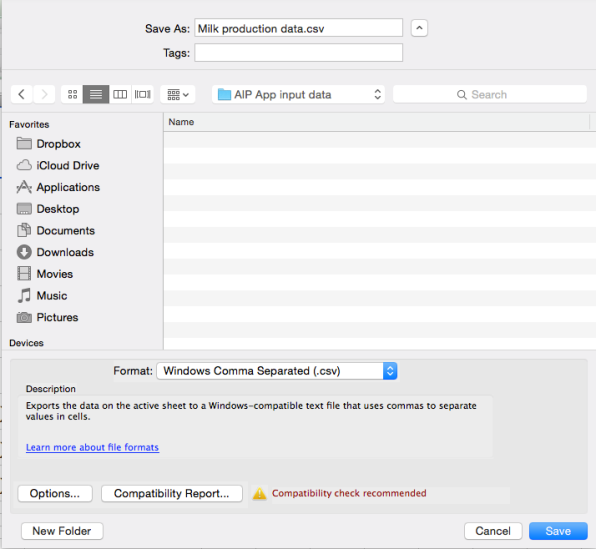 Save As: Milk production data.csv
Tags:
AIP App input data
Search
Favorites
Name
Dropbox
iCloud Drive
Applications
Desktop
Documents
Downloads
Movies
Music
Pictures
Devices
Format: Windows Comma Separated (.csv)
Description
Exports the data on the active sheet to a Windows-compatible text file that uses commas to separate
values in cells.
Learn more about file formats
Options... Compatibility Report... Compatibility check recommended
New Folder Cancel Save